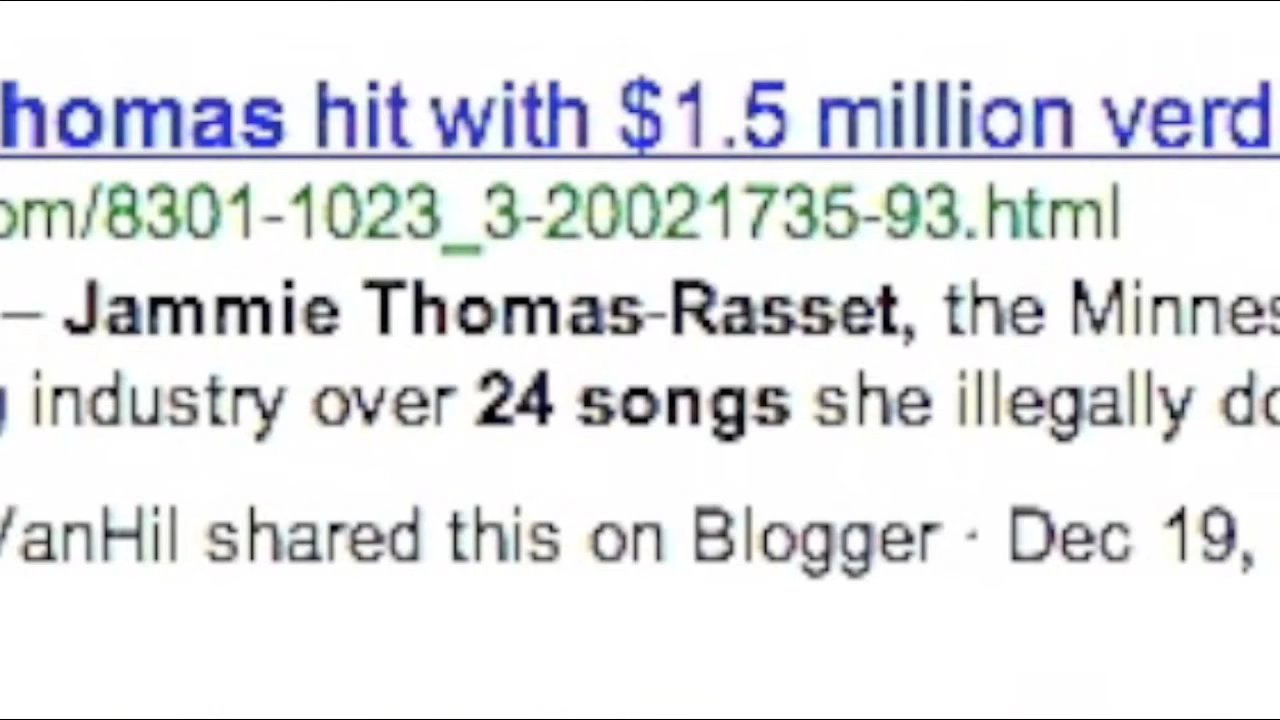 homas hit with $1.5 million verd
om/8301-1023_3-20021735-93.html
– Jammie Thomas-Rasset, the Minnes
g industry over 24 songs she illegally do
VanHil shared this on Blogger · Dec 19,